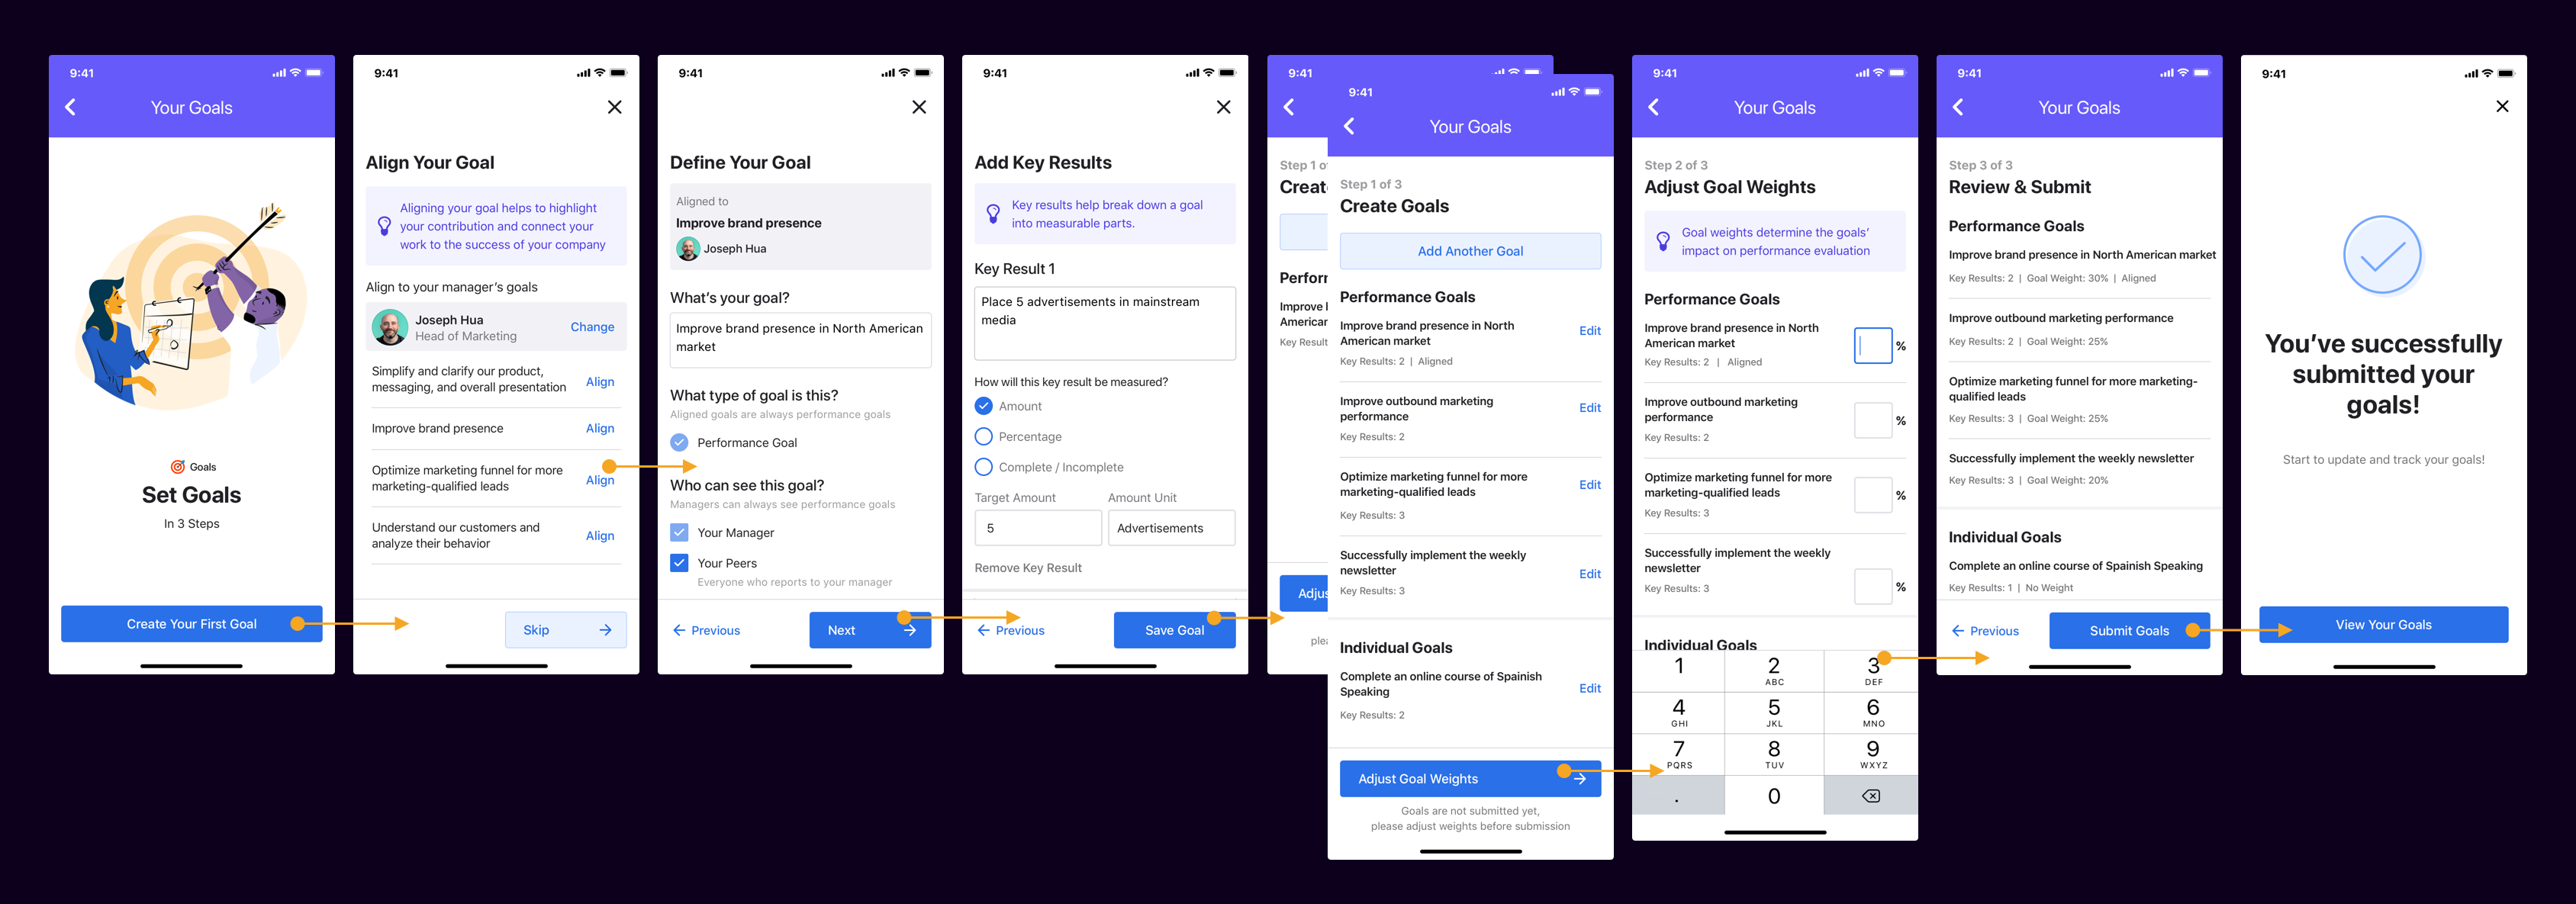 9:41
Your Goals
Goals
Set Goals
In 3 Steps
Create Your First Goal
9:41
Align Your Goal
Aligning your goal helps to highlight
your contribution and connect your
work to the success of your company
Align to your manager’s goals
Joseph Hua
Head of Marketing
Change
Simplify and clarify our product,
messaging, and overall presentation
Align
Improve brand presence
Align
Optimize marketing funnel for more
marketing-qualified leads
Align
Understand our customers and
analyze their behavior
Align
Skip
9:41
Define Your Goal
Aligned to
Improve brand presence
Joseph Hua
What’s your goal?
Improve brand presence in North American
market
What type of goal is this?
Aligned goals are always performance goals
Performance Goal
Who can see this goal?
Managers can always see performance goals
Your Manager
Your Peers
Everyone who reports to your manager
Previous
Next
9:41
Add Key Results
Key results help break down a goal
into measurable parts.
Key Result 1
Place 5 advertisements in mainstream
media
How will this key result be measured?
Amount
Percentage
Complete / Incomplete
Target Amount
Amount Unit
5
Advertisements
Remove Key Result
Previous
Save Goal
9:41
Step 1 o
Creat
Perforr
Improve
American
Key Result
Adjus
plea
9:41
Your Goals
Step 1 of 3
Create Goals
Add Another Goal
Performance Goals
Improve brand presence in North
American market
Edit
Key Results: 2 | Aligned
Improve outbound marketing
performance
Edit
Key Results: 2
Optimize marketing funnel for more
marketing-qualified leads
Edit
Key Results: 3
Successfully implement the weekly
newsletter
Edit
Key Results: 3
Individual Goals
Complete an online course of Spainish
Speaking
Edit
Key Results: 2
Adjust Goal Weights
Goals are not submitted yet,
please adjust weights before submission
9:41
Your Goals
Step 2 of 3
Adjust Goal Weights
Goal weights determine the goals’
impact on performance evaluation
Performance Goals
Improve brand presence in North
American market
%
Key Results: 2 | Aligned
Improve outbound marketing
performance
%
Key Results: 2
Optimize marketing funnel for more
marketing-qualified leads
%
Key Results: 3
Successfully implement the weekly
newsletter
%
Key Results: 3
Individual Goals
1 2 3
ABC DEF
4 5 6
GHI JKL MNO
7 8 9
PQRS TUV WXYZ
. 0
9:41
Your Goals
Step 3 of 3
Review & Submit
Performance Goals
Improve brand presence in North American market
Key Results: 2 | Goal Weight: 30% | Aligned
Improve outbound marketing performance
Key Results: 2 | Goal Weight: 25%
Optimize marketing funnel for more marketing-
qualified leads
Key Results: 3 | Goal Weight: 25%
Successfully implement the weekly newsletter
Key Results: 3 | Goal Weight: 20%
Individual Goals
Complete an online course of Spainish Speaking
Key Results: 1 | No Weight
Previous
Submit Goals
9:41
You’ve successfully
submitted your
goals!
Start to update and track your goals!
View Your Goals